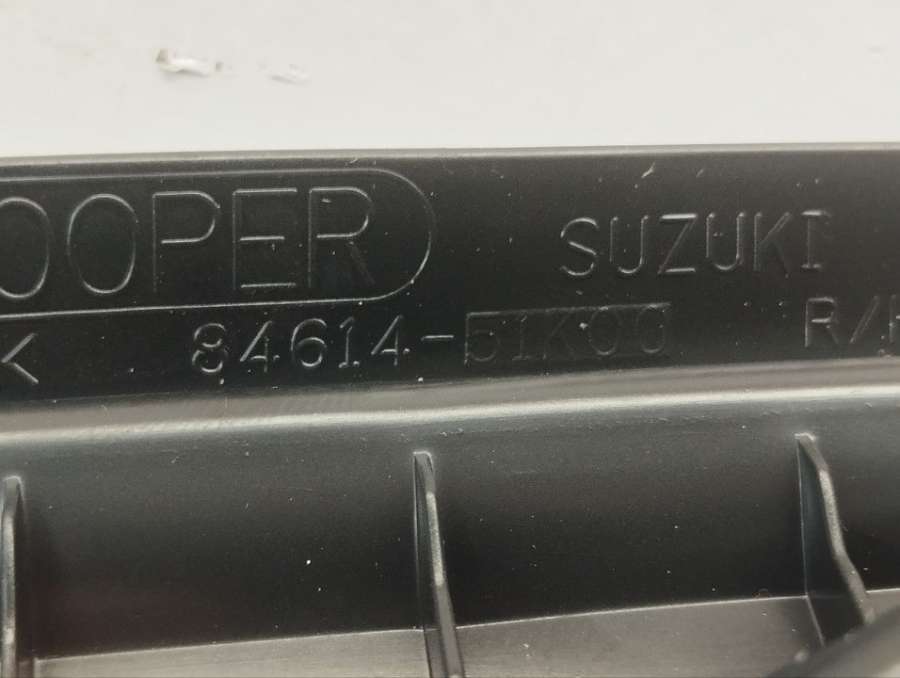 OOPER SUZUKI
K< 84614-51K00 R/H